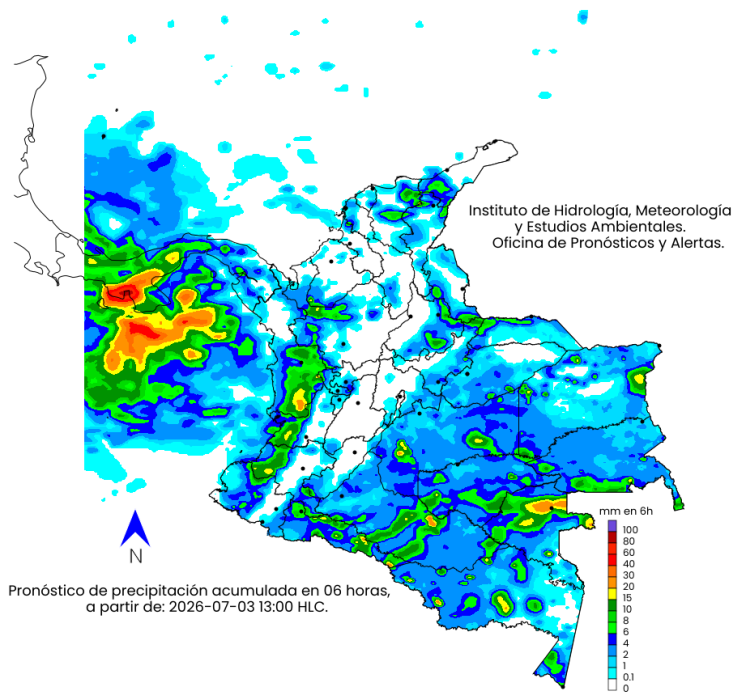 Instituto de Hidrología, Meteorología
y Estudios Ambientales.
Oficina de Pronósticos y Alertas.
mm en 6h
100
80
60
40
30
20
15
10
8
6
4
2
1
0.1
0
N
Pronóstico de precipitación acumulada en 06 horas,
a partir de: 2026-07-03 13:00 HLC.